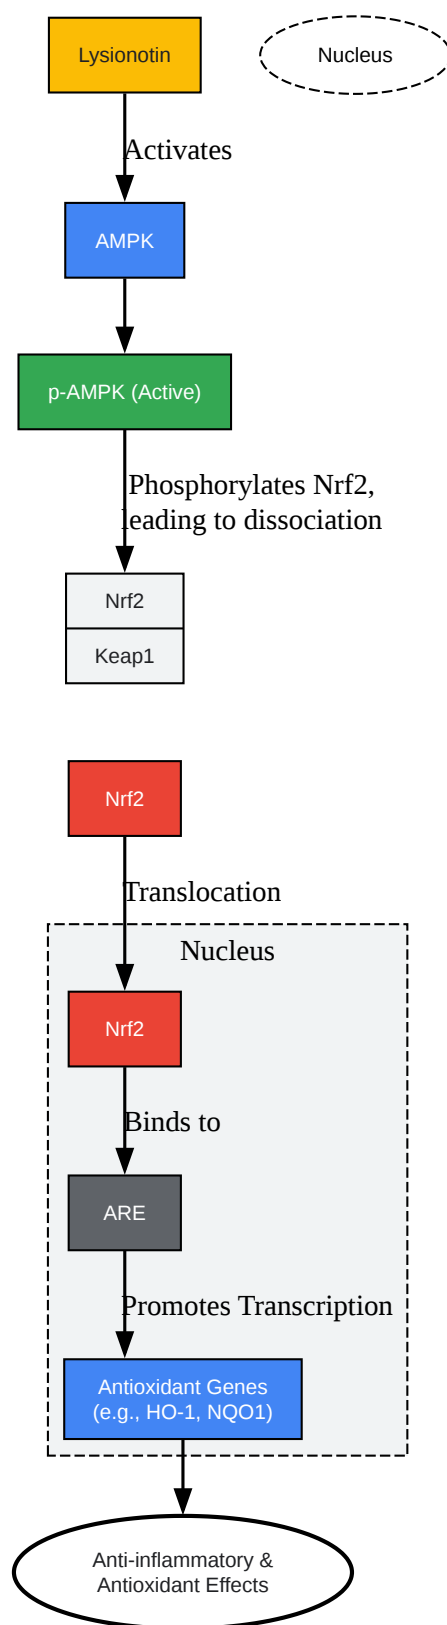 Lysionotin
Nucleus
Activates
AMPK
p-AMPK (Active)
Phosphorylates Nrf2,
leading to dissociation
Nrf2
Keap1
Nrf2
Translocation
Nucleus
Nrf2
Binds to
ARE
Promotes Transcription
Antioxidant Genes
(e.g., HO-1, NQO1)
Anti-inflammatory &
Antioxidant Effects